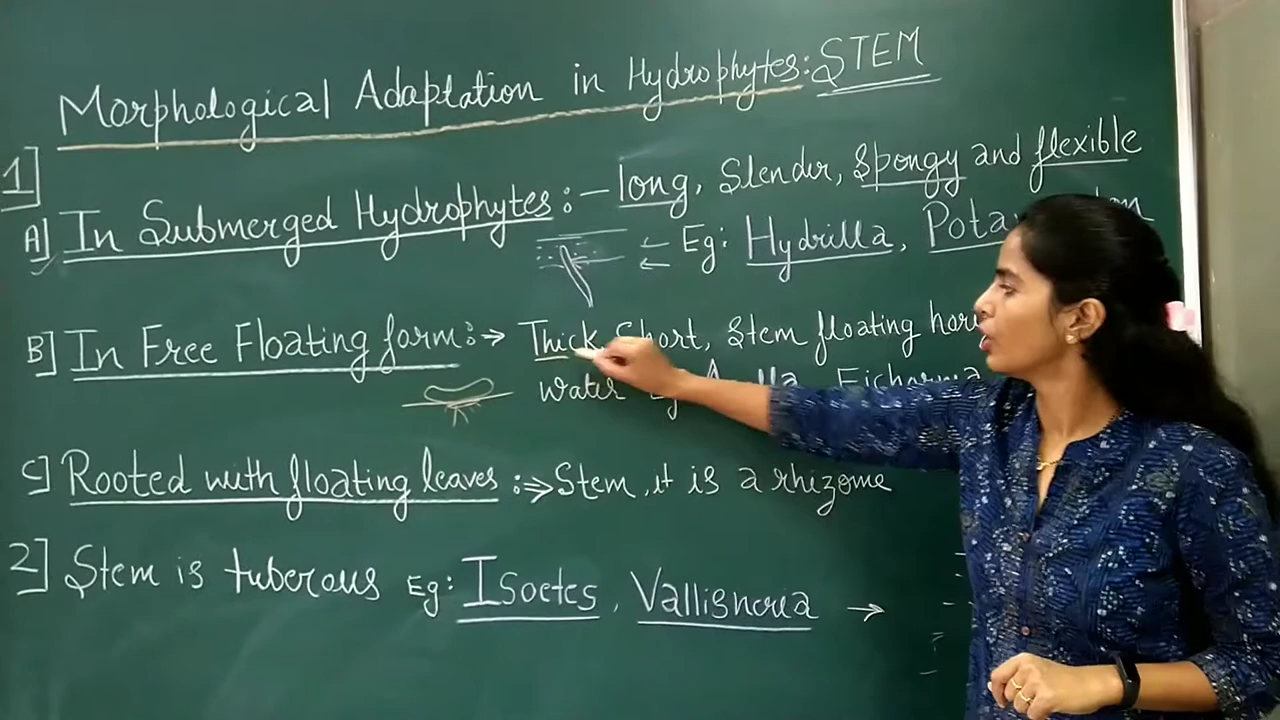 Morphological Adaptation in Hydrophytes: STEM
1]
A] In Submerged Hydrophytes :- long, Slender, Spongy and flexible
← Eg: Hydrilla,
←
B] In Free Floating form :→ Thick Short, Stem floating
Water
C] Rooted with floating leaves :⇒ Stem, it is a rhizome
2] Stem is tuberous Eg: Isoetes, Vallisneria →